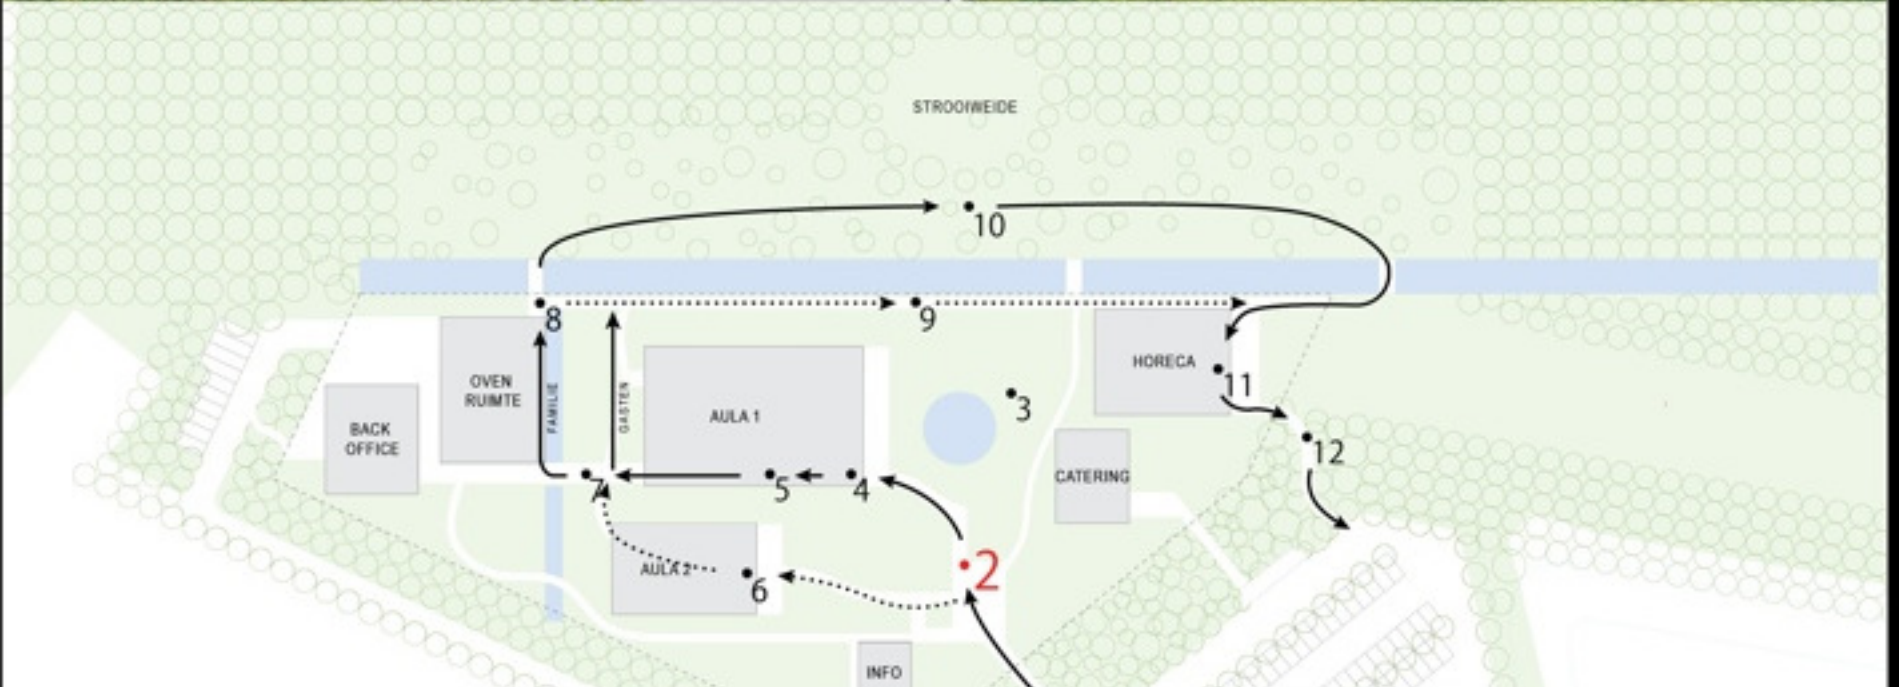 STROOIWEIDE
10
8
9
OVEN
RUIMTE
FAMILIE
GASTEN
AULA 1
HORECA
11
3
BACK
OFFICE
12
CATERING
7
5
4
AULA 2
6
2
INFO